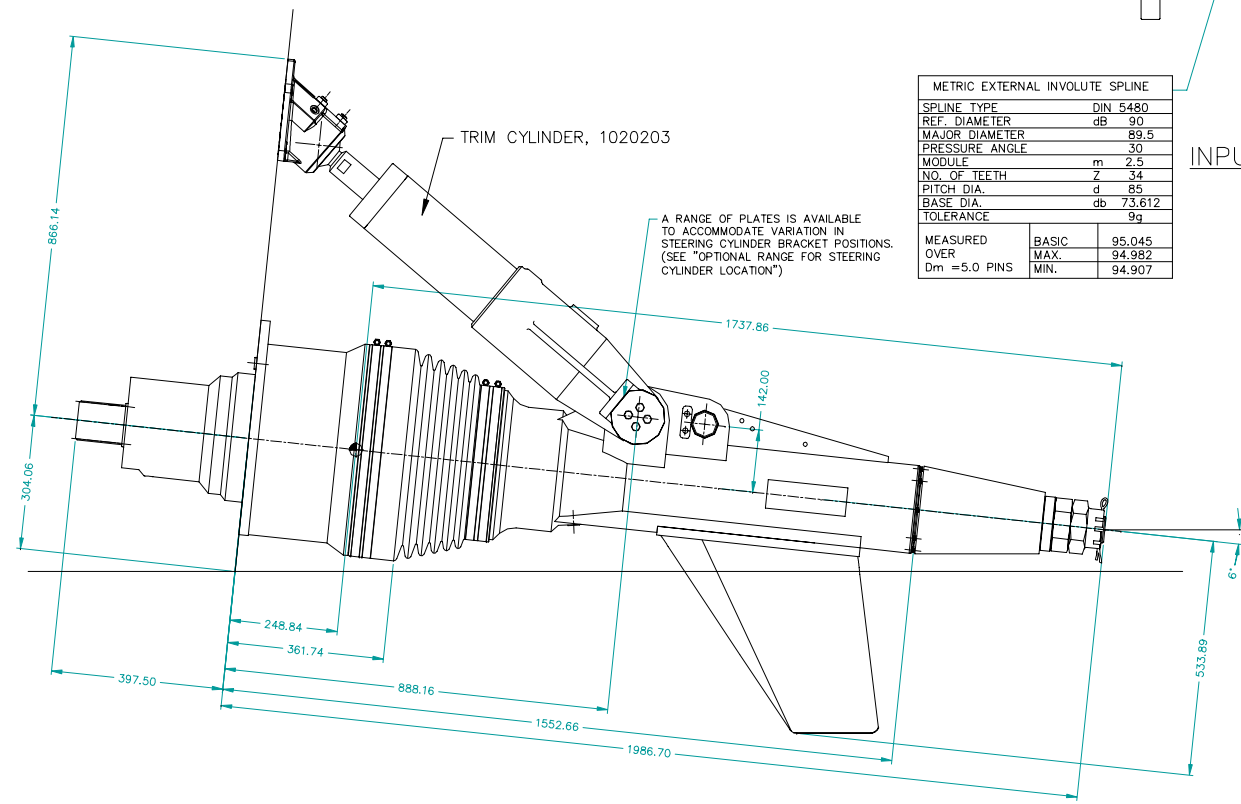 METRIC EXTERNAL INVOLUTE SPLINE
SPLINE TYPE DIN 5480
REF. DIAMETER dB 90
MAJOR DIAMETER 89.5
PRESSURE ANGLE 30
MODULE m 2.5
NO. OF TEETH Z 34
PITCH DIA. d 85
BASE DIA. db 73.612
TOLERANCE 9g
MEASURED OVER Dm =5.0 PINS
BASIC 95.045
MAX. 94.982
MIN. 94.907
INPU
TRIM CYLINDER, 1020203
A RANGE OF PLATES IS AVAILABLE
TO ACCOMMODATE VARIATION IN
STEERING CYLINDER BRACKET POSITIONS.
(SEE "OPTIONAL RANGE FOR STEERING
CYLINDER LOCATION")
866.14
1737.86
142.00
304.06
6°
248.84
361.74
397.50
888.16
1552.66
1986.70
533.89